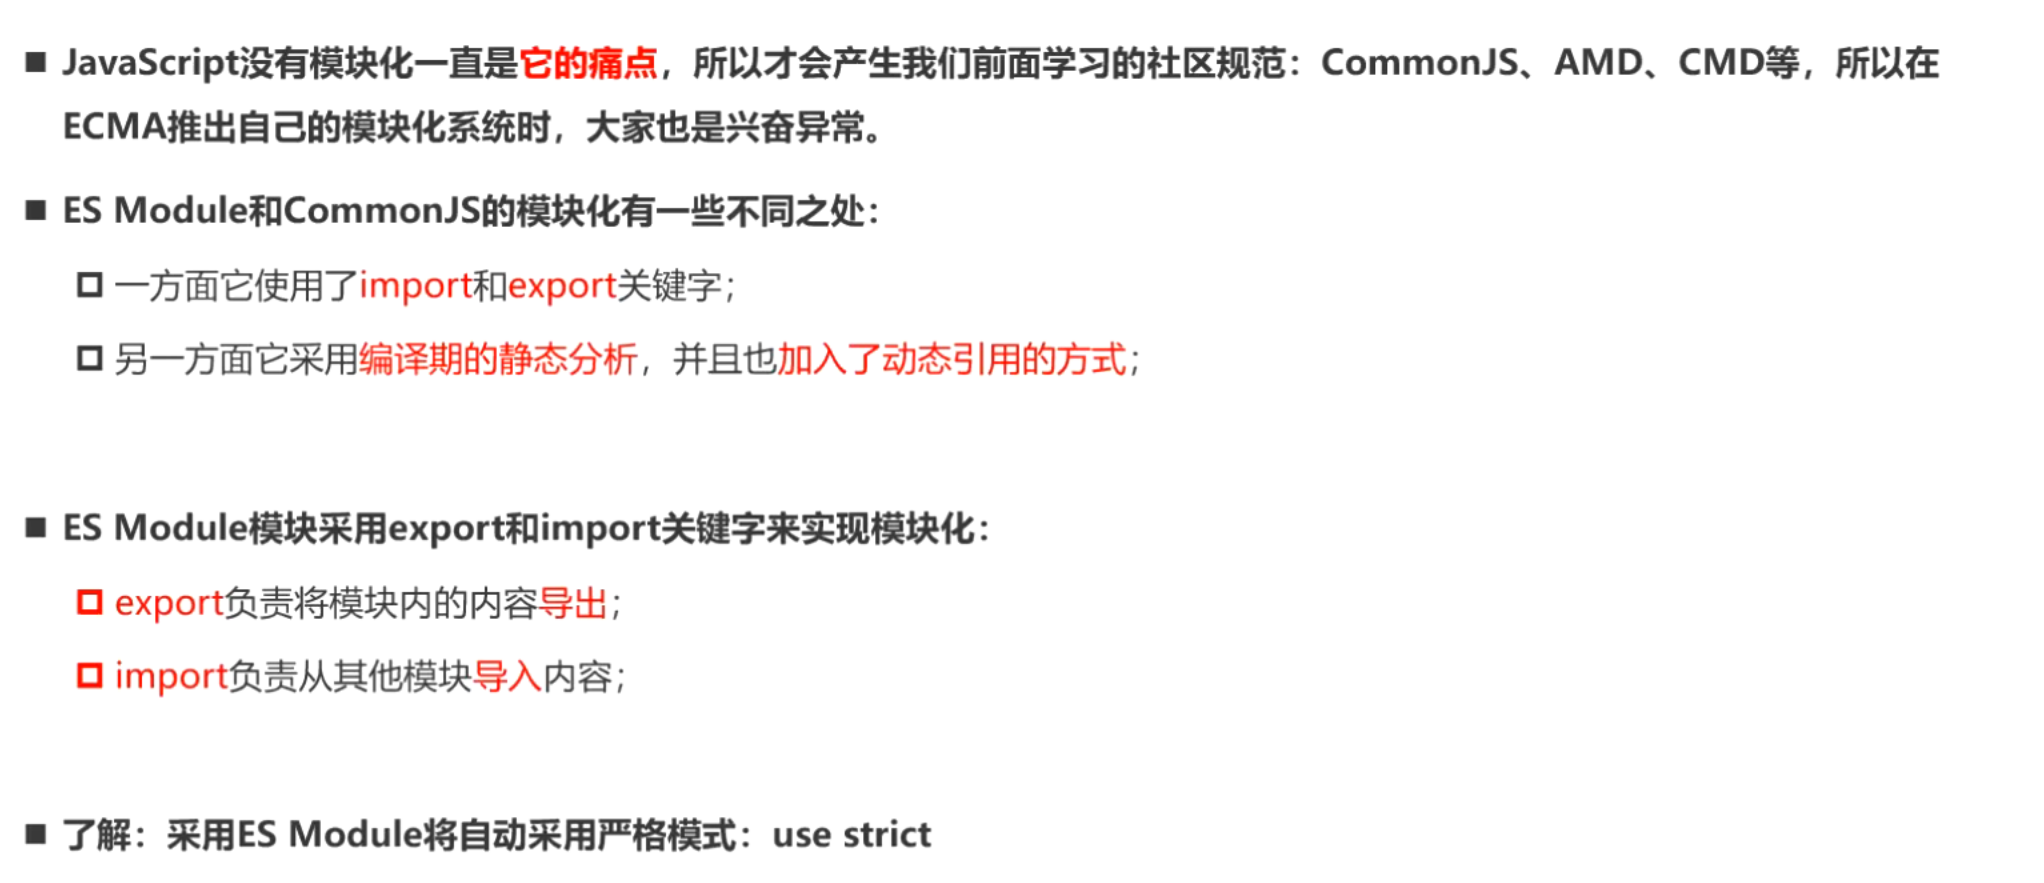 JavaScript没有模块化一直是它的痛点，所以才会产生我们前面学习的社区规范：CommonJS、AMD、CMD等，所以在
ECMA推出自己的模块化系统时，大家也是兴奋异常。
ES Module和CommonJS的模块化有一些不同之处：
一方面它使用了import和export关键字；
另一方面它采用编译期的静态分析，并且也加入了动态引用的方式；
ES Module模块采用export和import关键字来实现模块化：
export负责将模块内的内容导出；
import负责从其他模块导入内容；
了解：采用ES Module将自动采用严格模式：use strict